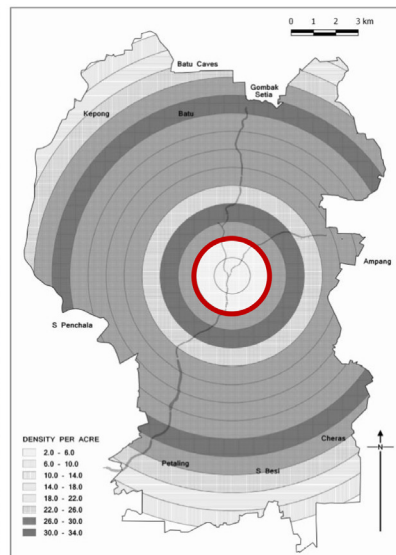 0 1 2 3 km
Batu Caves
Gombak
Setia
Kepong
Batu
Ampang
S Penchala
Cheras
Petaling
S Besi
N
DENSITY PER ACRE
2.0 - 6.0
6.0 - 10.0
10.0 - 14.0
14.0 - 18.0
18.0 - 22.0
22.0 - 26.0
26.0 - 30.0
30.0 - 34.0